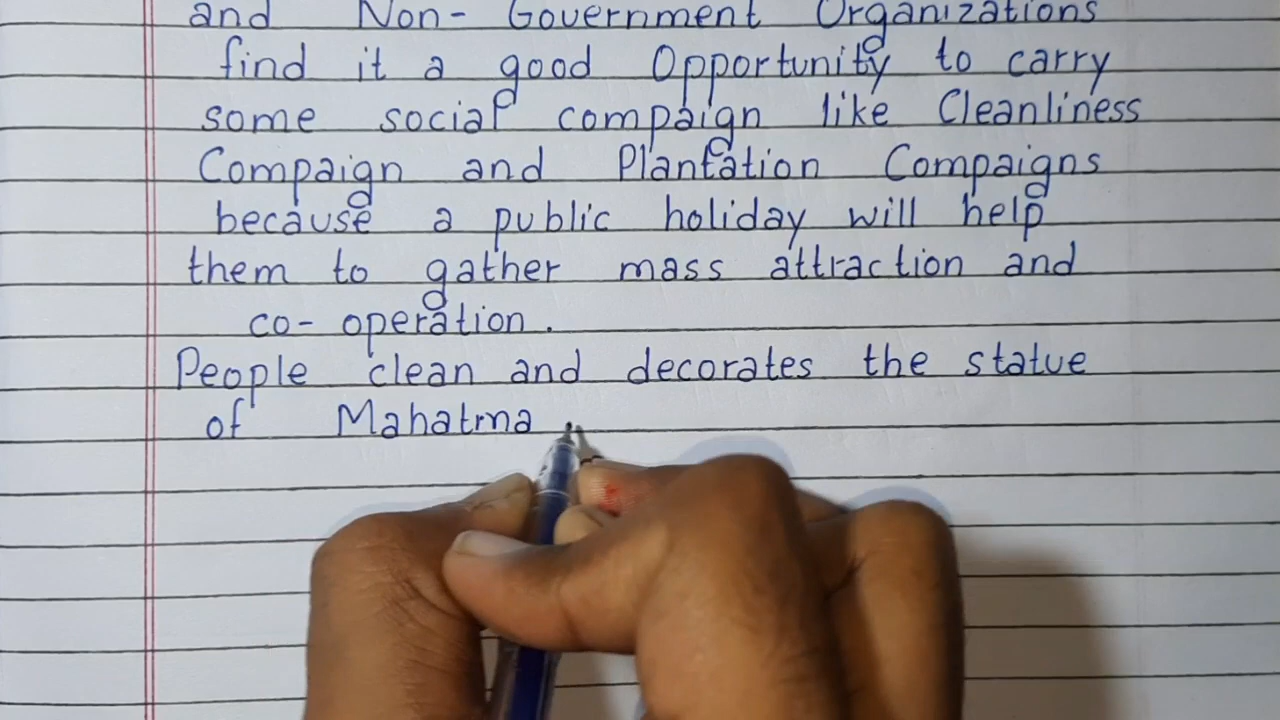 and Non- Government Organizations
find it a good Opportunity to carry
some social compaign like Cleanliness
Compaign and Plantation Compaigns
because a public holiday will help
them to gather mass attraction and
co- operation.
People clean and decorates the statue
of Mahatma